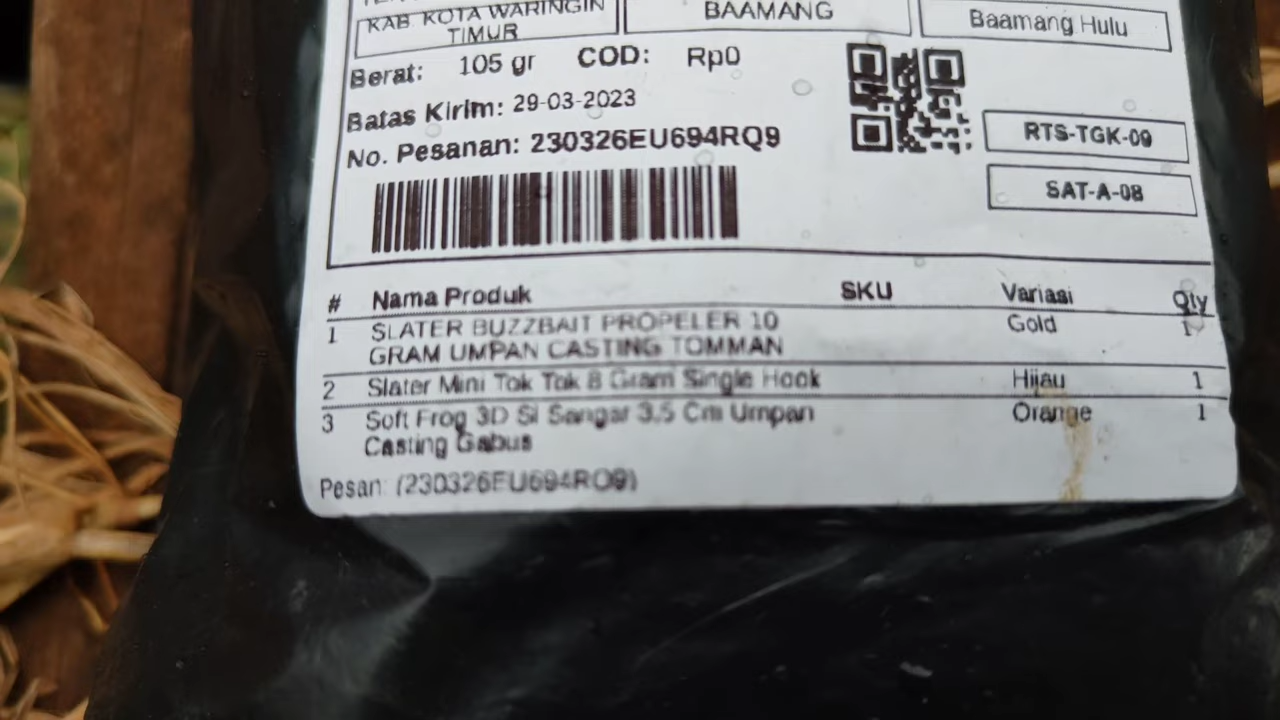 KAB. KOTA WARINGIN
TIMUR
BAAMANG
Baamang Hulu
Berat: 105 gr COD: Rp0
Batas Kirim: 29-03-2023
No. Pesanan: 230326EU694RQ9
RTS-TGK-09
SAT-A-08
# Nama Produk SKU Variasi Qty
1 SLATER BUZZBAIT PROPELER 10 Gold 1
GRAM UMPAN CASTING TOMMAN
2 Slater Mini Tok Tok 8 Gram Single Hook Hijau 1
3 Soft Frog 3D Si Sangar 3.5 Cm Umpan Orange 1
Casting Gabus
Pesan: (230326EU694RQ9)